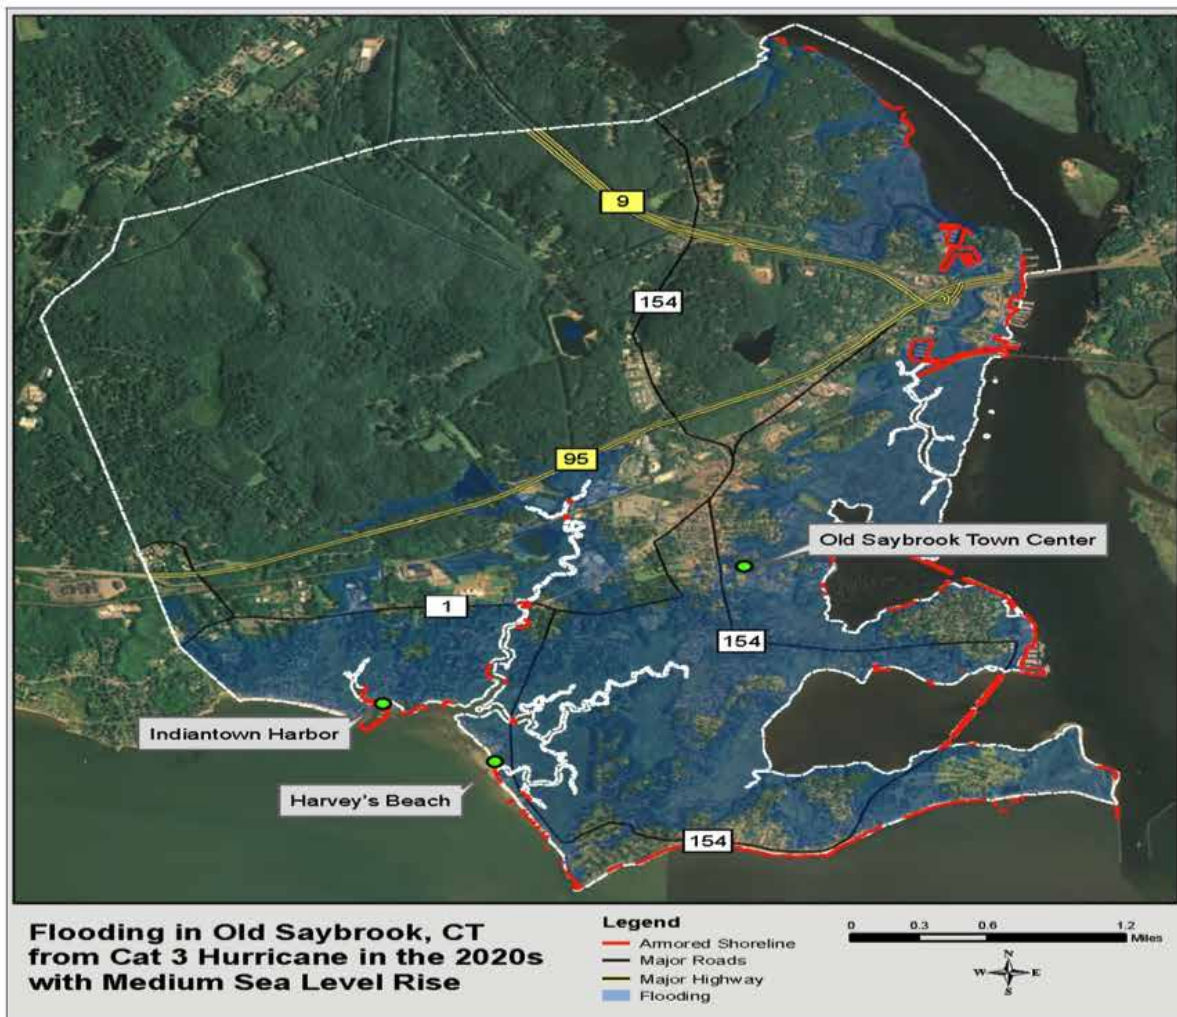 9
154
95
Old Saybrook Town Center
1
154
Indiantown Harbor
Harvey's Beach
154
Flooding in Old Saybrook, CT
from Cat 3 Hurricane in the 2020s
with Medium Sea Level Rise
Legend
Armored Shoreline
Major Roads
Major Highway
Flooding
0 0.3 0.6 1.2
Miles
N
W E
S